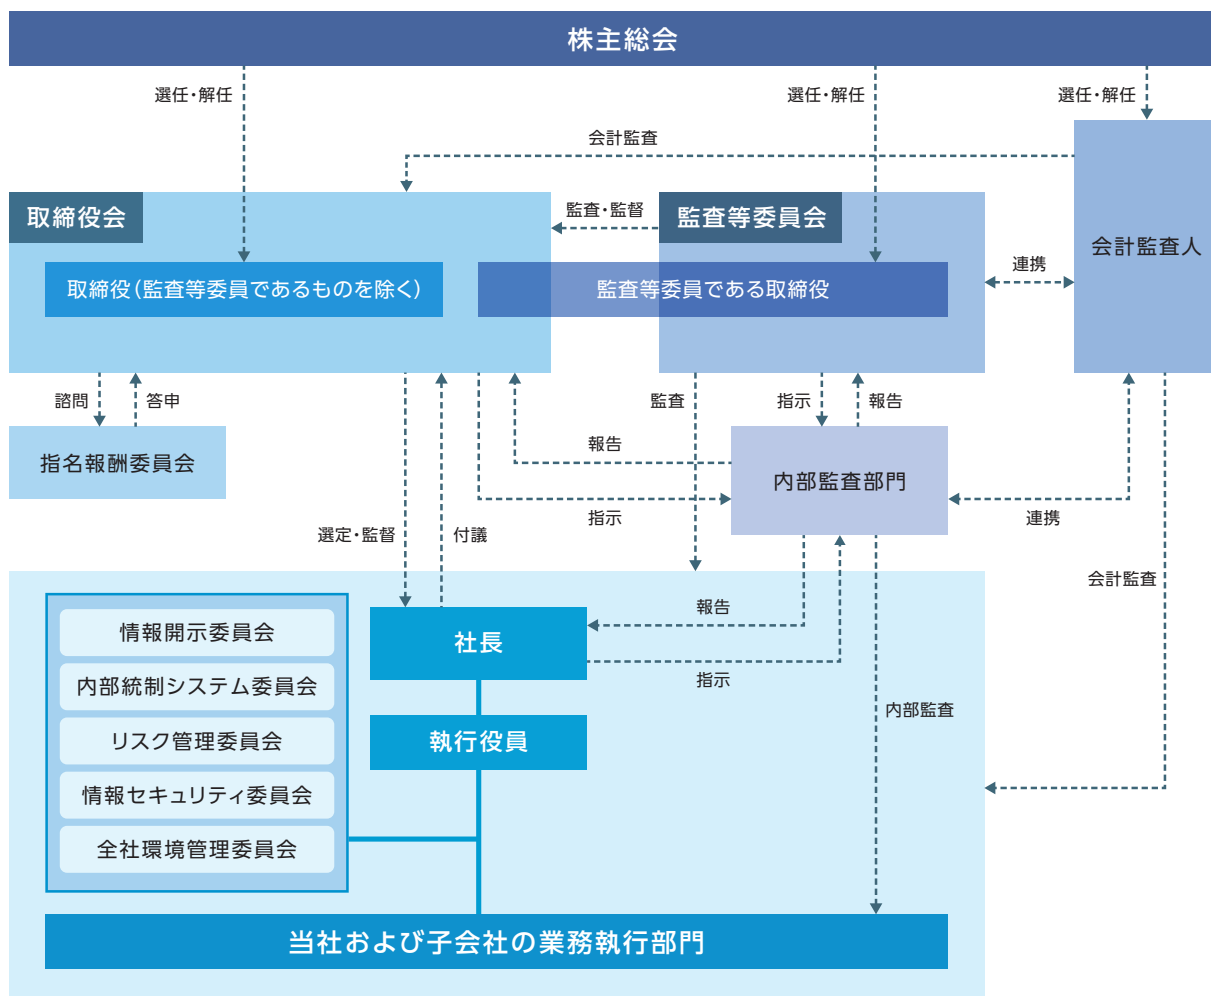 株主総会
選任・解任
選任・解任
選任・解任
会計監査
取締役会
監査・監督
監査等委員会
会計監査人
連携
取締役（監査等委員であるものを除く）
監査等委員である取締役
諮問
答申
監査
指示
報告
指名報酬委員会
報告
内部監査部門
指示
連携
選定・監督
付議
会計監査
報告
情報開示委員会
社長
内部統制システム委員会
指示
内部監査
リスク管理委員会
執行役員
情報セキュリティ委員会
全社環境管理委員会
当社および子会社の業務執行部門